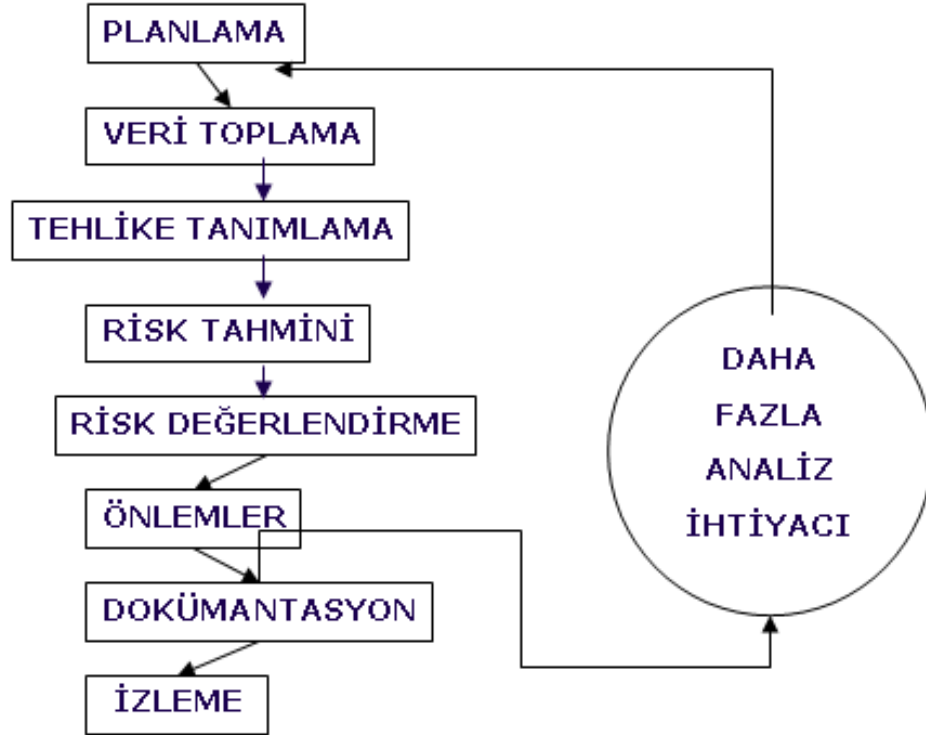 PLANLAMA
VERİ TOPLAMA
TEHLİKE TANIMLAMA
RİSK TAHMİNİ
RİSK DEĞERLENDİRME
ÖNLEMLER
DOKÜMANTASYON
İZLEME
DAHA
FAZLA
ANALİZ
İHTİYACI